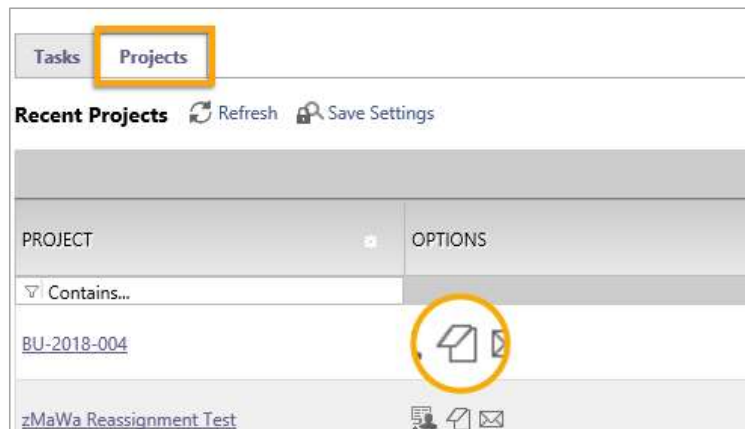 Tasks Projects
Recent Projects Refresh Save Settings
PROJECT OPTIONS
Contains...
BU-2018-004
zMaWa Reassignment Test